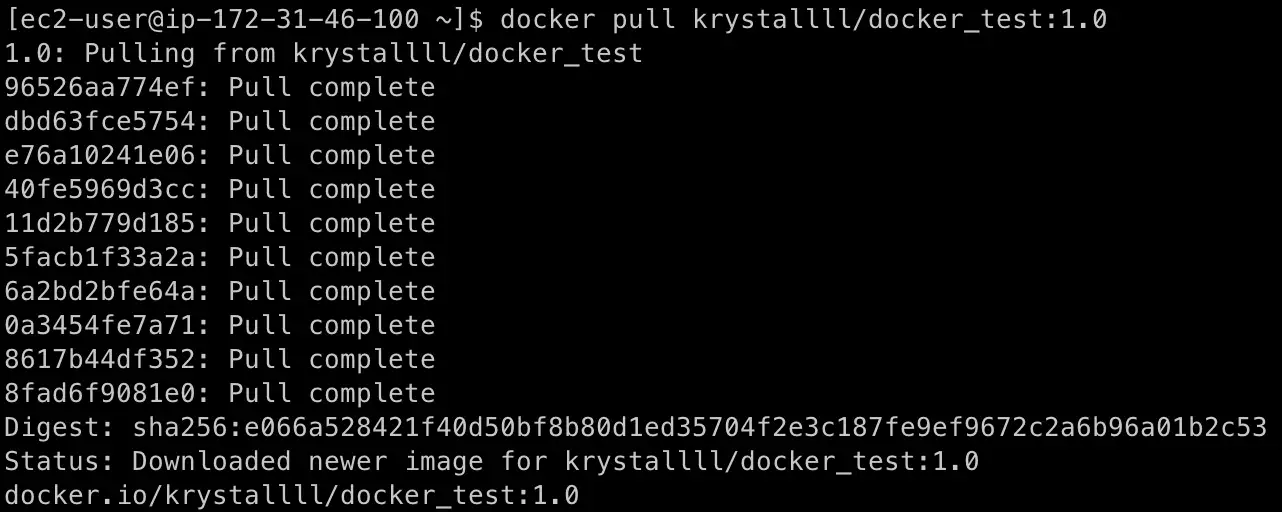 [ec2-user@ip-172-31-46-100 ~]$ docker pull krystallll/docker_test:1.0
1.0: Pulling from krystallll/docker_test
96526aa774ef: Pull complete
dbd63fce5754: Pull complete
e76a10241e06: Pull complete
40fe5969d3cc: Pull complete
11d2b779d185: Pull complete
5facb1f33a2a: Pull complete
6a2bd2bfe64a: Pull complete
0a3454fe7a71: Pull complete
8617b44df352: Pull complete
8fad6f9081e0: Pull complete
Digest: sha256:e066a528421f40d50bf8b80d1ed35704f2e3c187fe9ef9672c2a6b96a01b2c53
Status: Downloaded newer image for krystallll/docker_test:1.0
docker.io/krystallll/docker_test:1.0